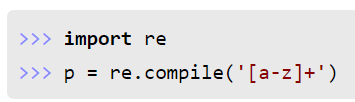 >>> import re
>>> p = re.compile('[a-z]+')